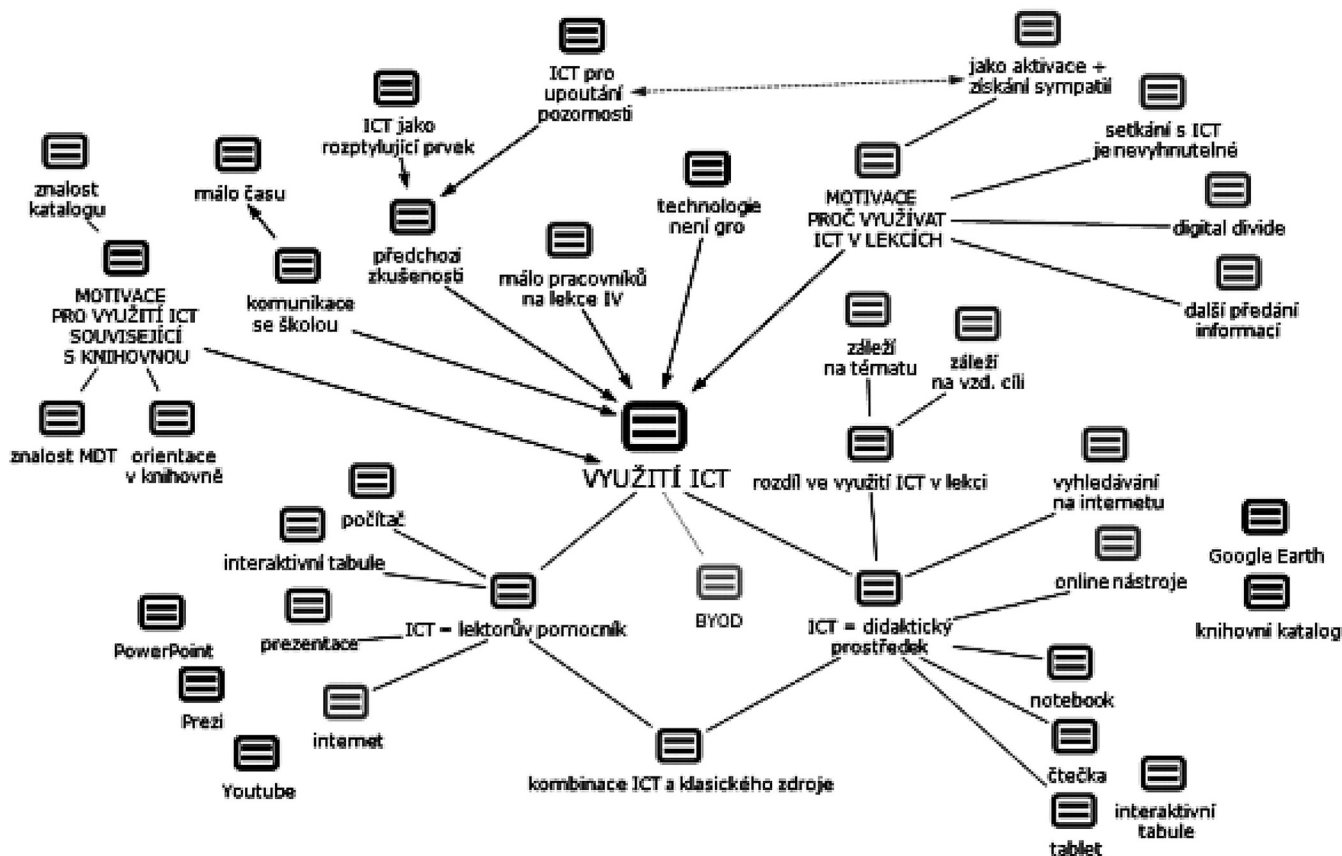 ICT pro
upoutání
pozornosti
jako aktivace +
získání sympatií
ICT jako
rozptylující prvek
setkání s ICT
je nevyhnutelné
znalost
katalogu
málo času
technologie
není gro
MOTIVACE
PROČ VYUŽÍVAT
ICT V LEKCÍCH
digital divide
předchozí
zkušenosti
málo pracovníků
na lekce IV
MOTIVACE
PRO VYUŽITÍ ICT
SOUVISEJÍCÍ
S KNIHOVNOU
komunikace
se školou
další předání
informací
záleží
na tématu
záleží
na vzd. cíli
znalost MDT
orientace
v knihovně
VYUŽITÍ ICT
rozdíl ve využití ICT v lekci
vyhledávání
na internetu
počítač
interaktivní tabule
Google Earth
online nástroje
prezentace
ICT = lektorův pomocník
BYOD
ICT = didaktický
prostředek
knihovní katalog
PowerPoint
Prezi
internet
notebook
Youtube
kombinace ICT a klasického zdroje
čtečka
interaktivní
tabule
tablet